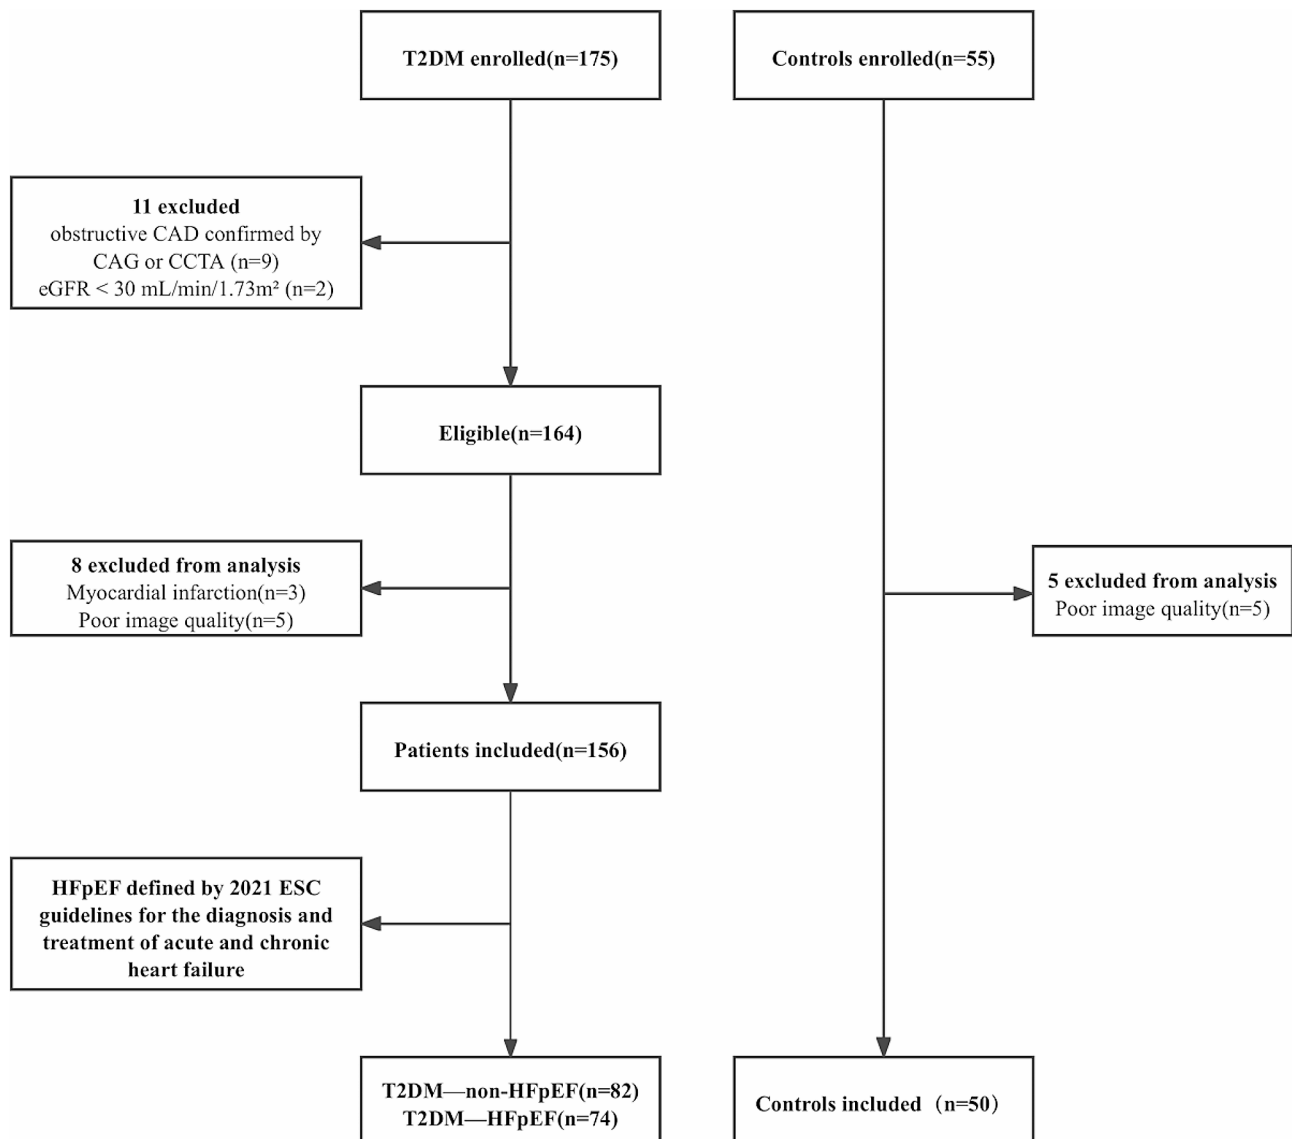 T2DM enrolled(n=175)
Controls enrolled(n=55)
11 excluded
obstructive CAD confirmed by
CAG or CCTA (n=9)
eGFR < 30 mL/min/1.73m² (n=2)
Eligible(n=164)
8 excluded from analysis
Myocardial infarction(n=3)
Poor image quality(n=5)
5 excluded from analysis
Poor image quality(n=5)
Patients included(n=156)
HFpEF defined by 2021 ESC
guidelines for the diagnosis and
treatment of acute and chronic
heart failure
T2DM—non-HFpEF(n=82)
T2DM—HFpEF(n=74)
Controls included（n=50）